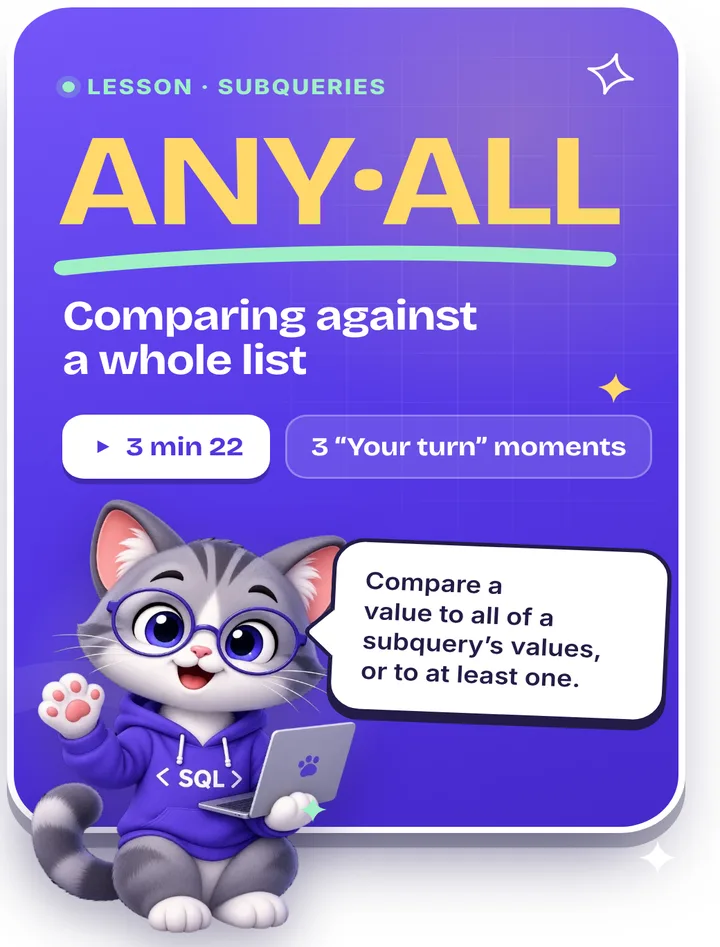 LESSON · SUBQUERIES
ANY·ALL
Comparing against
a whole list
3 min 22
3 “Your turn” moments
Compare a
value to all of a
subquery’s values,
or to at least one.
< SQL >